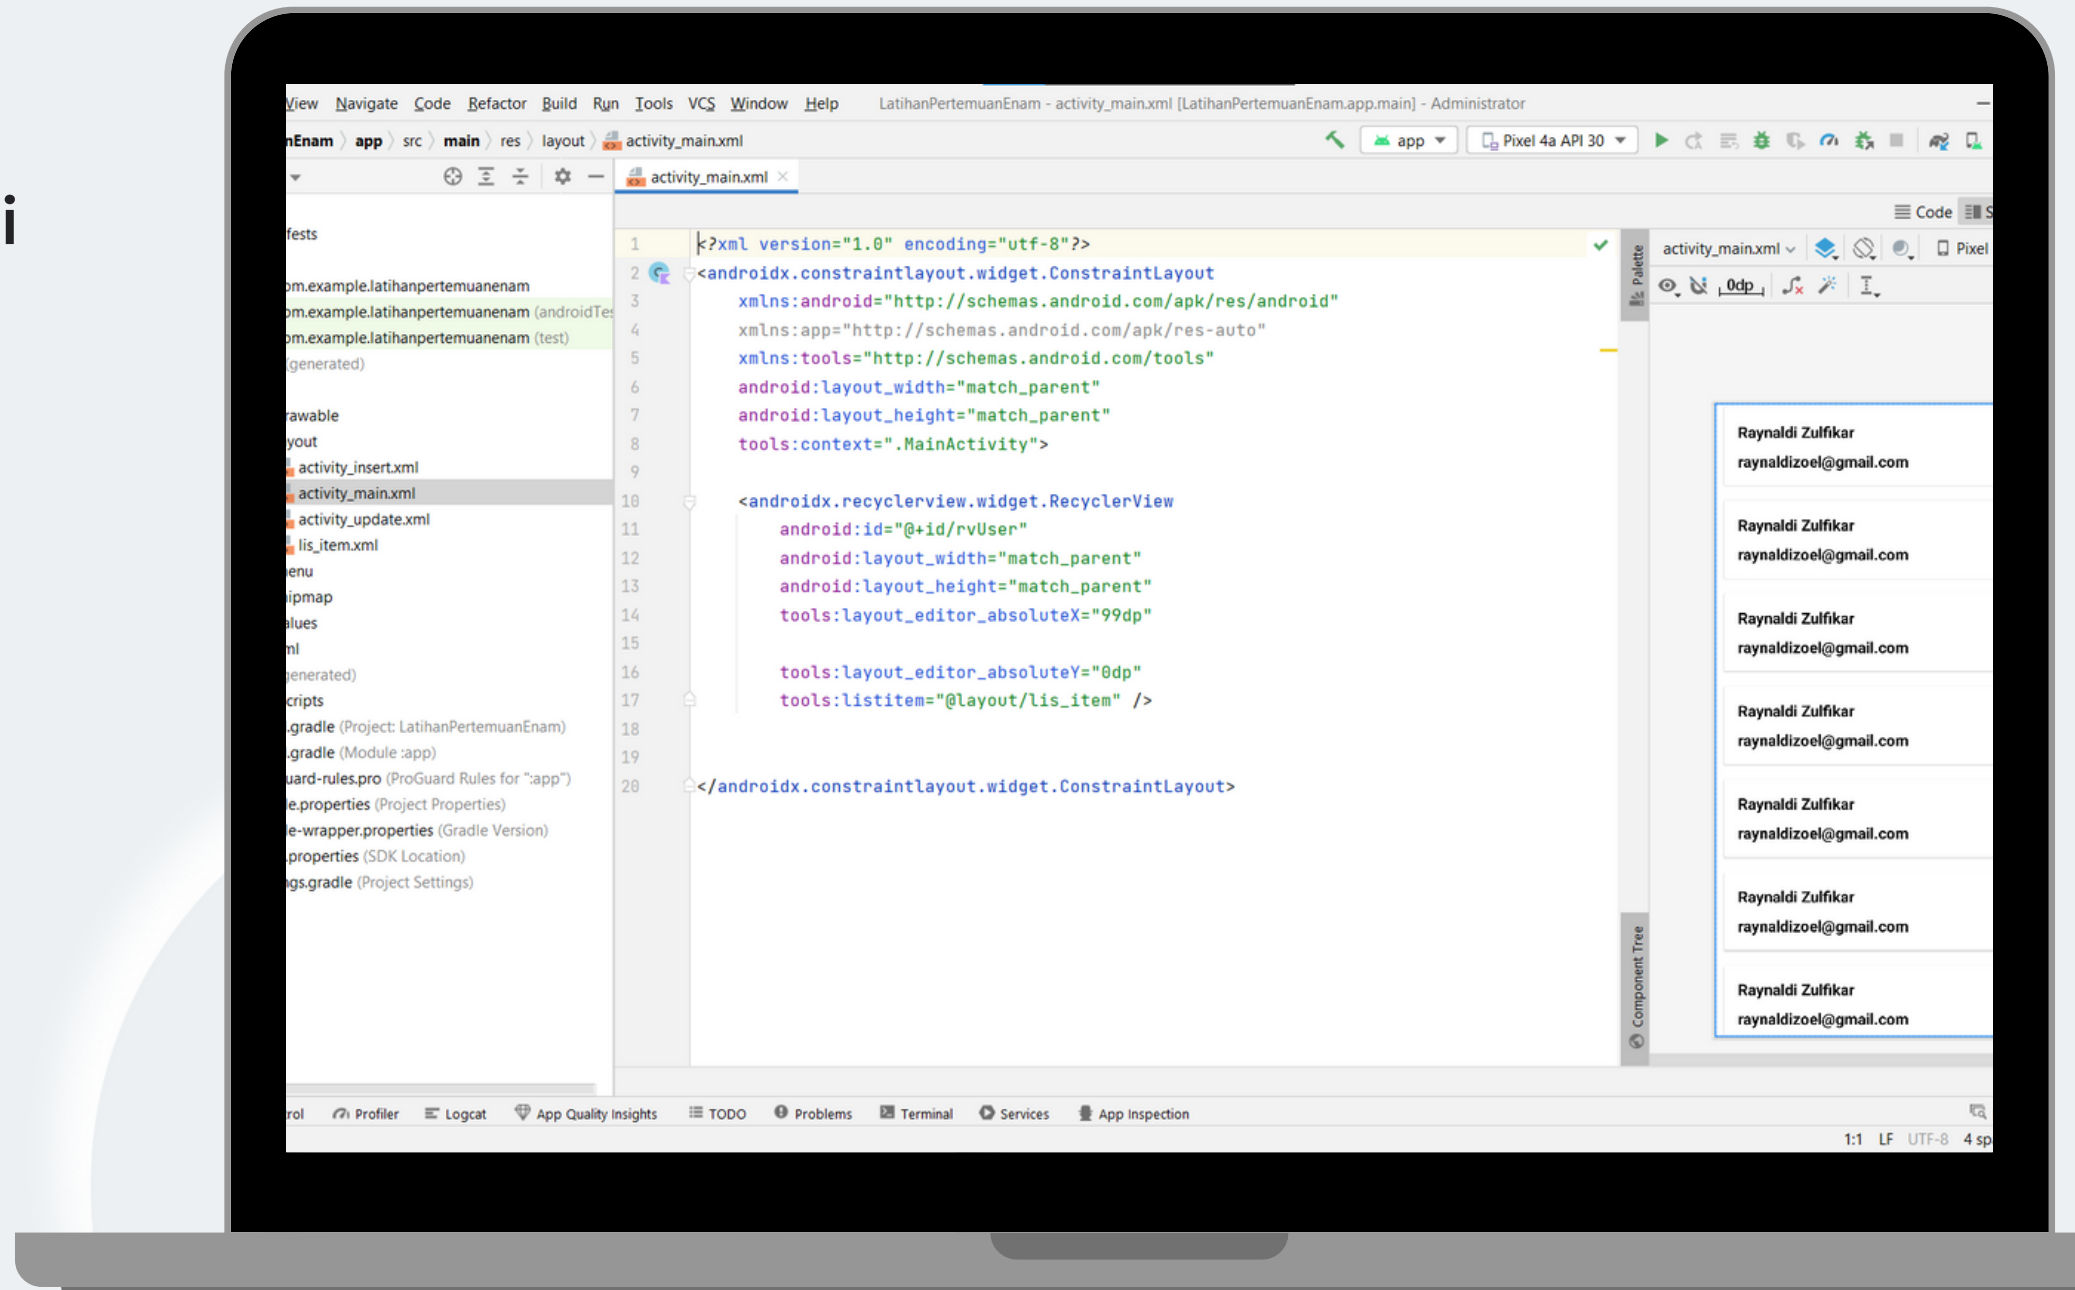 i
View Navigate Code Refactor Build Run Tools VCS Window Help LatihanPertemuanEnam - activity_main.xml [LatihanPertemuanEnam.app.main] - Administrator
nEnam app src main res layout activity_main.xml app Pixel 4a API 30
activity_main.xml
Code
activity_main.xml Pixel
0dp
Palette
Component Tree
fests
om.example.latihanpertemuanenam
om.example.latihanpertemuanenam (androidTes
om.example.latihanpertemuanenam (test)
(generated)
rawable
yout
activity_insert.xml
activity_main.xml
activity_update.xml
lis_item.xml
enu
ipmap
alues
ml
generated)
cripts
.gradle (Project: LatihanPertemuanEnam)
.gradle (Module :app)
uard-rules.pro (ProGuard Rules for ":app")
le.properties (Project Properties)
le-wrapper.properties (Gradle Version)
.properties (SDK Location)
ngs.gradle (Project Settings)
1 <?xml version="1.0" encoding="utf-8"?>
2 <androidx.constraintlayout.widget.ConstraintLayout
3 xmlns:android="http://schemas.android.com/apk/res/android"
4 xmlns:app="http://schemas.android.com/apk/res-auto"
5 xmlns:tools="http://schemas.android.com/tools"
6 android:layout_width="match_parent"
7 android:layout_height="match_parent"
8 tools:context=".MainActivity">
9
10 <androidx.recyclerview.widget.RecyclerView
11 android:id="@+id/rvUser"
12 android:layout_width="match_parent"
13 android:layout_height="match_parent"
14 tools:layout_editor_absoluteX="99dp"
15
16 tools:layout_editor_absoluteY="0dp"
17 tools:listitem="@layout/lis_item" />
18
19
20 </androidx.constraintlayout.widget.ConstraintLayout>
Raynaldi Zulfikar
raynaldizoel@gmail.com
Raynaldi Zulfikar
raynaldizoel@gmail.com
Raynaldi Zulfikar
raynaldizoel@gmail.com
Raynaldi Zulfikar
raynaldizoel@gmail.com
Raynaldi Zulfikar
raynaldizoel@gmail.com
Raynaldi Zulfikar
raynaldizoel@gmail.com
Raynaldi Zulfikar
raynaldizoel@gmail.com
rol Profiler Logcat App Quality Insights TODO Problems Terminal Services App Inspection
1:1 LF UTF-8 4 sp